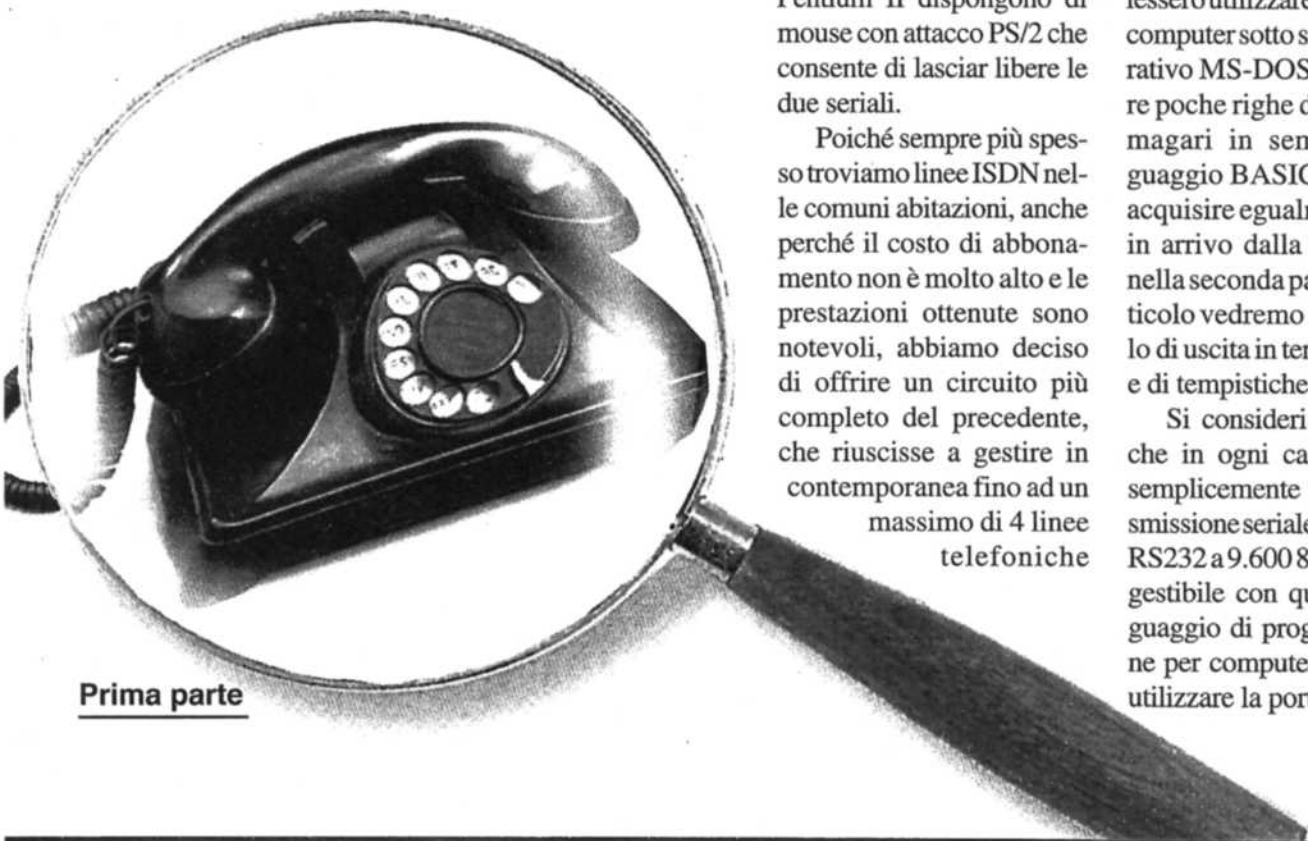 Pentium II dispongono di
mouse con attacco PS/2 che
consente di lasciar libere le
due seriali.
Poiché sempre più spes-
so troviamo linee ISDN nel-
le comuni abitazioni, anche
perché il costo di abbona-
mento non è molto alto e le
prestazioni ottenute sono
notevoli, abbiamo deciso
di offrire un circuito più
completo del precedente,
che riuscisse a gestire in
contemporanea fino ad un
massimo di 4 linee
telefoniche
lessero utilizzare
computer sotto s
rativo MS-DOS
re poche righe d
magari in sem
guaggio BASIC
acquisire egualm
in arrivo dalla
nella seconda pa
ticolo vedremo
lo di uscita in ter
e di tempistiche
Si consideri
che in ogni ca
semplicemente
smissione seriale
RS232 a 9.600 8
gestibile con qu
guaggio di prog
ne per compute
utilizzare la port
Prima parte